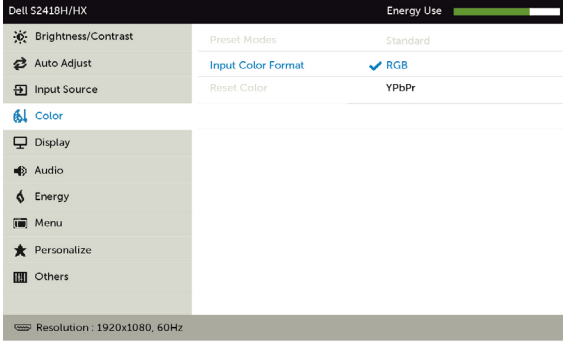 Dell S2418H/HX Energy Use
Brightness/Contrast Preset Modes Standard
Auto Adjust Input Color Format RGB
Input Source Reset Color YPbPr
Color
Display
Audio
Energy
Menu
Personalize
Others
Resolution : 1920x1080, 60Hz